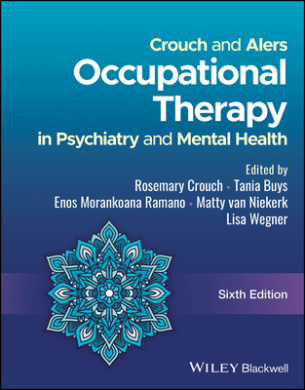 Crouch and Alers
Occupational
Therapy
in Psychiatry and Mental Health
Edited by
Rosemary Crouch • Tania Buys
Enos Morankoana Ramano • Matty van Niekerk
Lisa Wegner
Sixth Edition
WILEY Blackwell